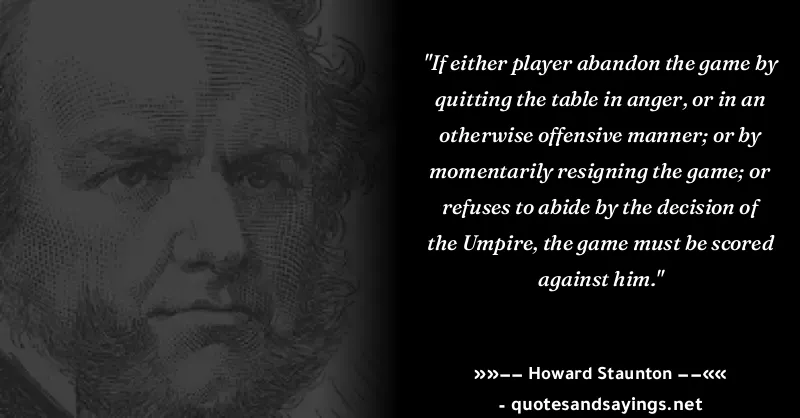 "If either player abandon the game by
quitting the table in anger, or in an
otherwise offensive manner; or by
momentarily resigning the game; or
refuses to abide by the decision of
the Umpire, the game must be scored
against him."
»»−− Howard Staunton −−««
- quotesandsayings.net